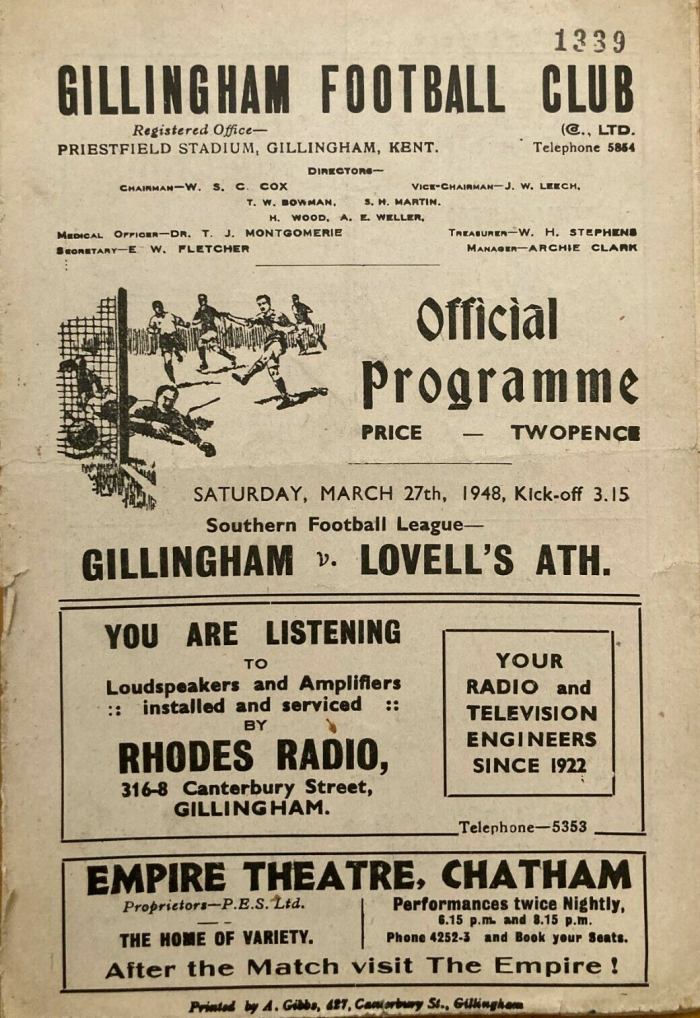 1339
GILLINGHAM FOOTBALL CLUB
Registered Office—
(Co., LTD.
PRIESTFIELD STADIUM, GILLINGHAM, KENT.
Telephone 5854
DIRECTORS—
CHAIRMAN—W. S. C. COX VICE-CHAIRMAN—J. W. LEECH,
T. W. BOWMAN, S. H. MARTIN.
H. WOOD, A. E. WELLER,
MEDICAL OFFICER—DR. T. J. MONTGOMERIE TREASURER—W. H. STEPHENS
SECRETARY—E W. FLETCHER MANAGER—ARCHIE CLARK
Official
Programme
PRICE — TWOPENCE
SATURDAY, MARCH 27th, 1948, Kick-off 3.15
Southern Football League—
GILLINGHAM v. LOVELL'S ATH.
YOU ARE LISTENING
TO
Loudspeakers and Amplifiers
:: installed and serviced ::
BY
RHODES RADIO,
316-8 Canterbury Street,
GILLINGHAM.
YOUR
RADIO and
TELEVISION
ENGINEERS
SINCE 1922
Telephone—5353
EMPIRE THEATRE, CHATHAM
Proprietors—P.E.S. Ltd.
THE HOME OF VARIETY.
Performances twice Nightly,
6.15 p.m. and 8.15 p.m.
Phone 4252-3 and Book your Seats.
After the Match visit The Empire !
Printed by A. Gibbs, 427, Canterbury St., Gillingham